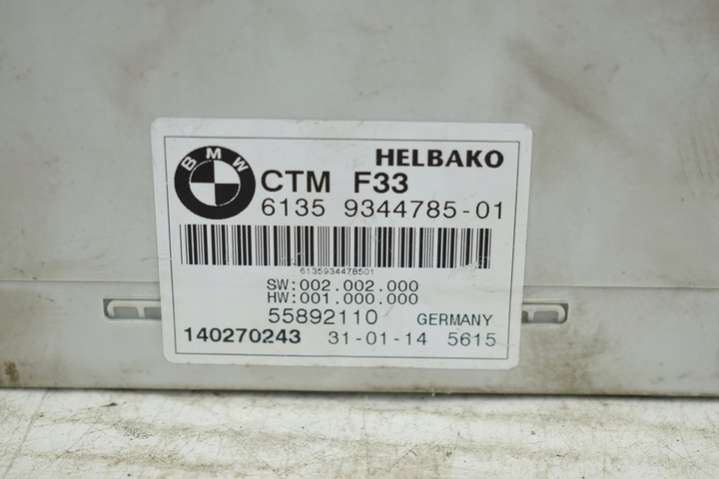 BMW
HELBAKO
CTM F33
6135 9344785-01
6135934478501
SW:002.002.000
HW:001.000.000
55892110 GERMANY
140270243 31-01-14 5615